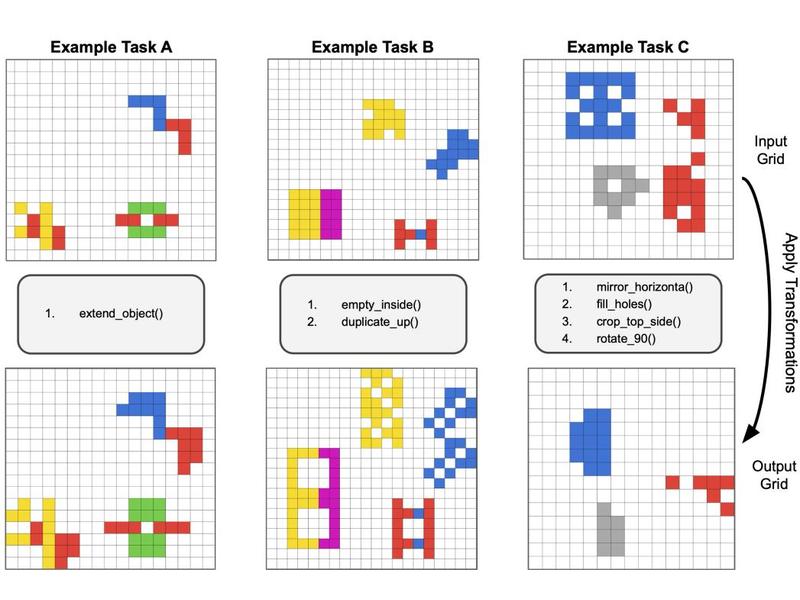 Example Task A
Example Task B
Example Task C
Input
Grid
1. extend_object()
1. empty_inside()
2. duplicate_up()
1. mirror_horizonta()
2. fill_holes()
3. crop_top_side()
4. rotate_90()
Apply Transformations
Output
Grid